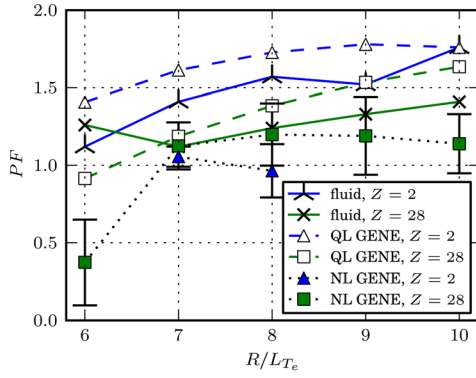 2.0
1.5
1.0
0.5
0.0
PF
6
7
8
9
10
R/L_{T_e}
fluid, Z = 2
fluid, Z = 28
QL GENE, Z = 2
QL GENE, Z = 28
NL GENE, Z = 2
NL GENE, Z = 28